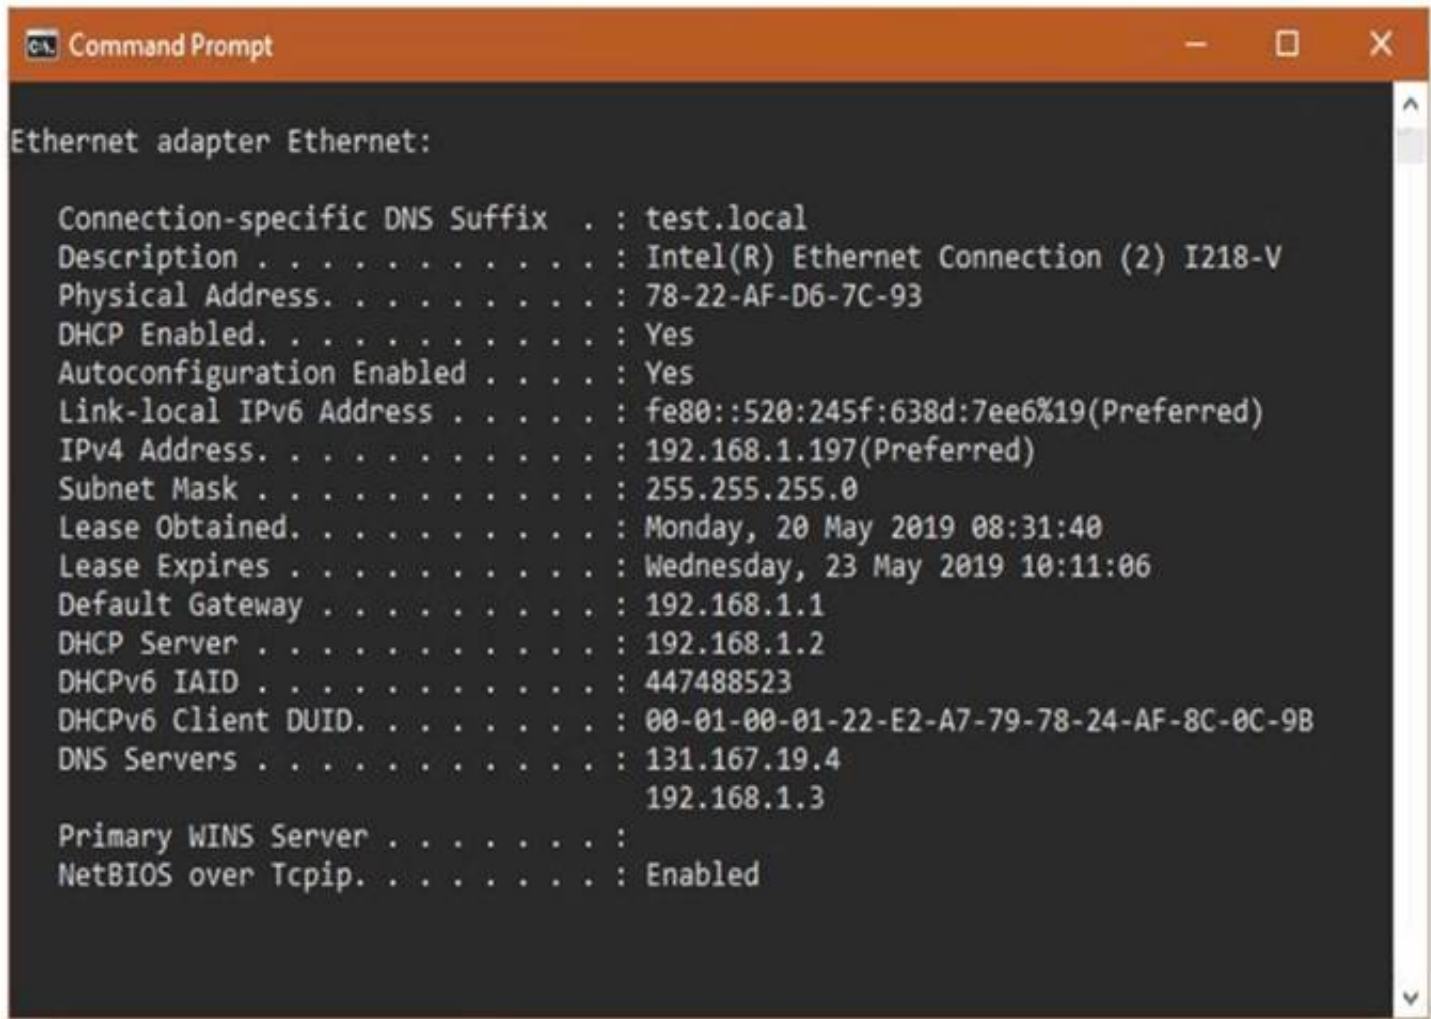 Command Prompt
Ethernet adapter Ethernet:
Connection-specific DNS Suffix . : test.local
Description . . . . . . . . . . . : Intel(R) Ethernet Connection (2) I218-V
Physical Address. . . . . . . . . : 78-22-AF-D6-7C-93
DHCP Enabled. . . . . . . . . . . : Yes
Autoconfiguration Enabled . . . . : Yes
Link-local IPv6 Address . . . . . : fe80::520:245f:638d:7ee6%19(Preferred)
IPv4 Address. . . . . . . . . . . : 192.168.1.197(Preferred)
Subnet Mask . . . . . . . . . . . : 255.255.255.0
Lease Obtained. . . . . . . . . . : Monday, 20 May 2019 08:31:40
Lease Expires . . . . . . . . . . : Wednesday, 23 May 2019 10:11:06
Default Gateway . . . . . . . . . : 192.168.1.1
DHCP Server . . . . . . . . . . . : 192.168.1.2
DHCPv6 IAID . . . . . . . . . . . : 447488523
DHCPv6 Client DUID. . . . . . . . : 00-01-00-01-22-E2-A7-79-78-24-AF-8C-0C-9B
DNS Servers . . . . . . . . . . . : 131.167.19.4
192.168.1.3
Primary WINS Server . . . . . . . :
NetBIOS over Tcpip. . . . . . . . : Enabled